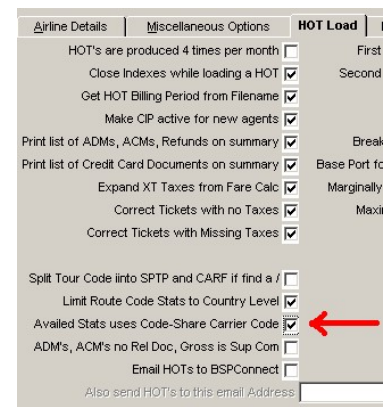 Airline Details Miscellaneous Options HOT Load
HOT's are produced 4 times per month First
Close Indexes while loading a HOT Second
Get HOT Billing Period from Filename
Make CIP active for new agents
Print list of ADMs, ACMs, Refunds on summary Break
Print list of Credit Card Documents on summary Base Port fo
Expand XT Taxes from Fare Calc Marginally
Correct Tickets with no Taxes Maxi
Correct Tickets with Missing Taxes
Split Tour Code iinto SPTP and CARF if find a /
Limit Route Code Stats to Country Level
Availed Stats uses Code-Share Carrier Code
ADM's, ACM's no Rel Doc, Gross is Sup Com
Email HOTs to BSPConnect
Also send HOT's to this email Address